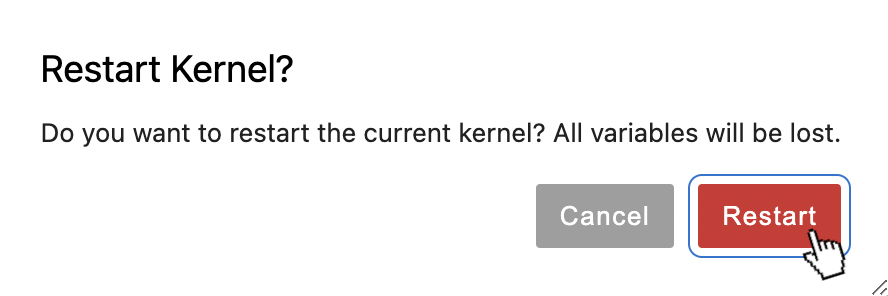 Restart Kernel?
Do you want to restart the current kernel? All variables will be lost.
Cancel Restart